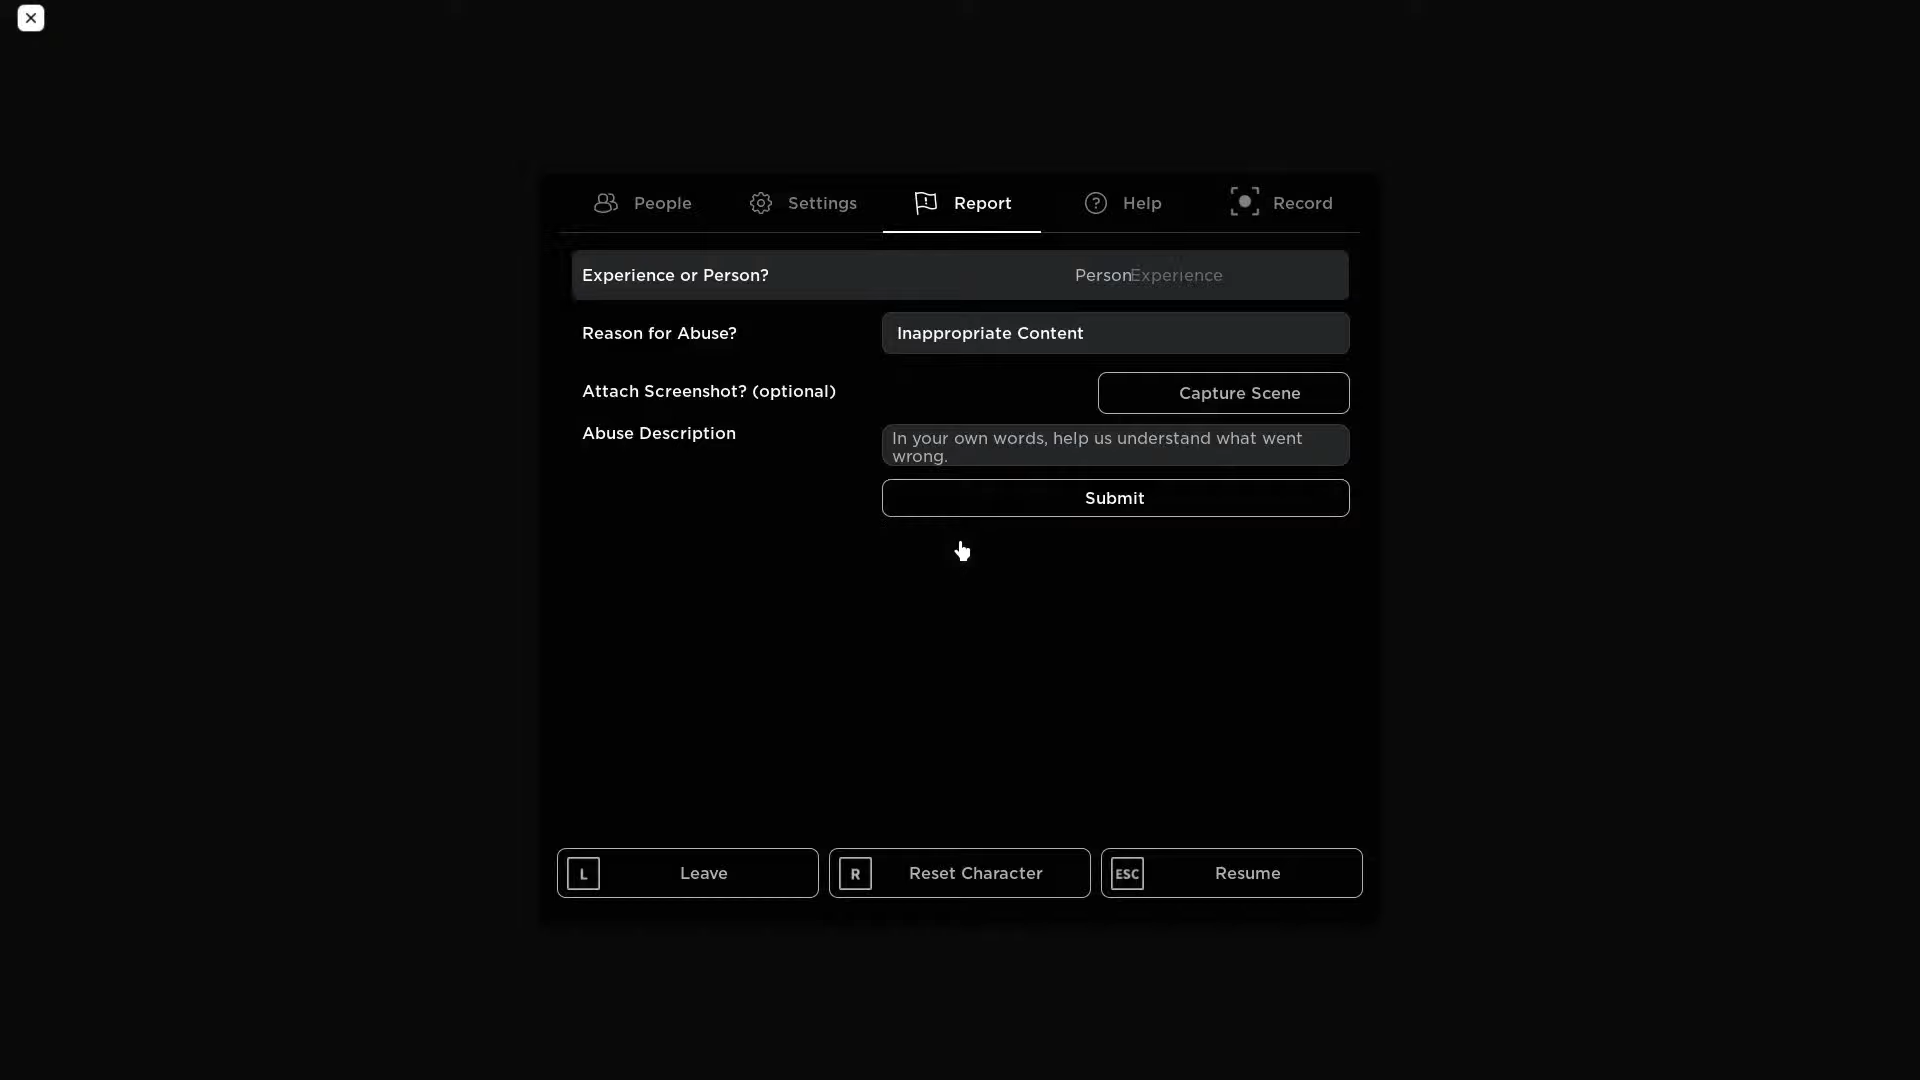 People Settings Report Help Record
Experience or Person? PersonExperience
Reason for Abuse? Inappropriate Content
Attach Screenshot? (optional) Capture Scene
Abuse Description
In your own words, help us understand what went
wrong.
Submit
L Leave R Reset Character ESC Resume